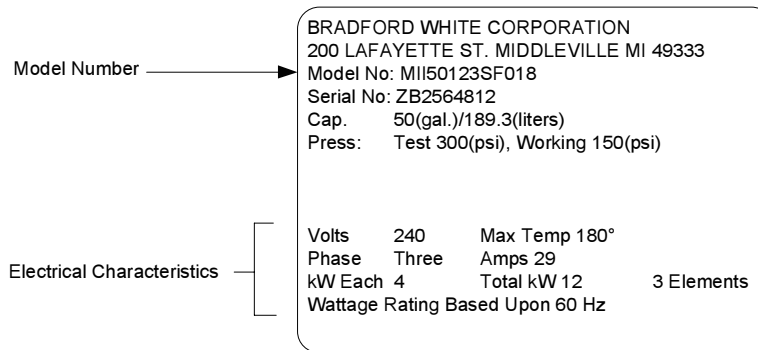 BRADFORD WHITE CORPORATION
200 LAFAYETTE ST. MIDDLEVILLE MI 49333
Model Number
Model No: MII50123SF018
Serial No: ZB2564812
Cap. 50(gal.)/189.3(liters)
Press: Test 300(psi), Working 150(psi)
Volts 240 Max Temp 180°
Phase Three Amps 29
Electrical Characteristics
kW Each 4 Total kW 12 3 Elements
Wattage Rating Based Upon 60 Hz